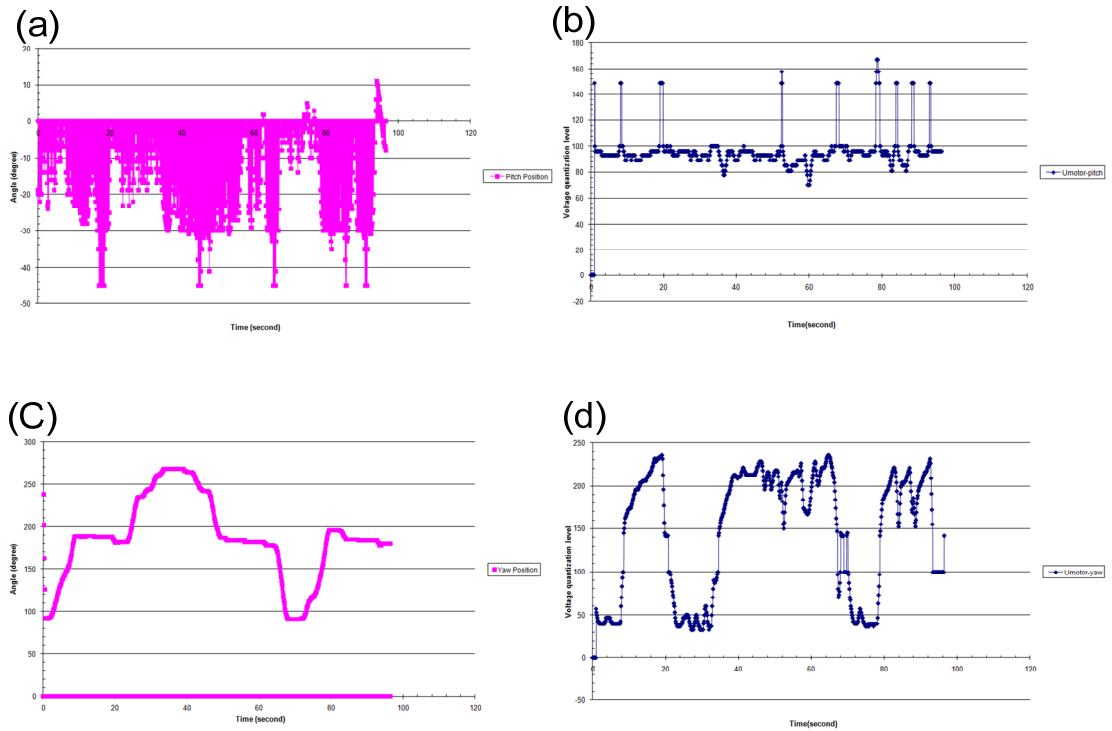 (a)
20
10
0
-10
-20
-30
-40
-50
0 20 40 60 80 100 120
Angle (degree)
Time (second)
Pitch Position
(b)
180
160
140
120
100
80
60
40
20
0
-20
0 20 40 60 80 100 120
Voltage quantization level
Time(second)
Umotor-pitch
(C)
300
250
200
150
100
50
0
0 20 40 60 80 100 120
Angle (degree)
Time (second)
Yaw Position
(d)
250
200
150
100
50
0
-50
0 20 40 60 80 100 120
Voltage quantization level
Time(second)
Umotor-yaw